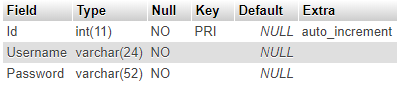 Field Type Null Key Default Extra
Id int(11) NO PRI NULL auto_increment
Username varchar(24) NO NULL
Password varchar(52) NO NULL